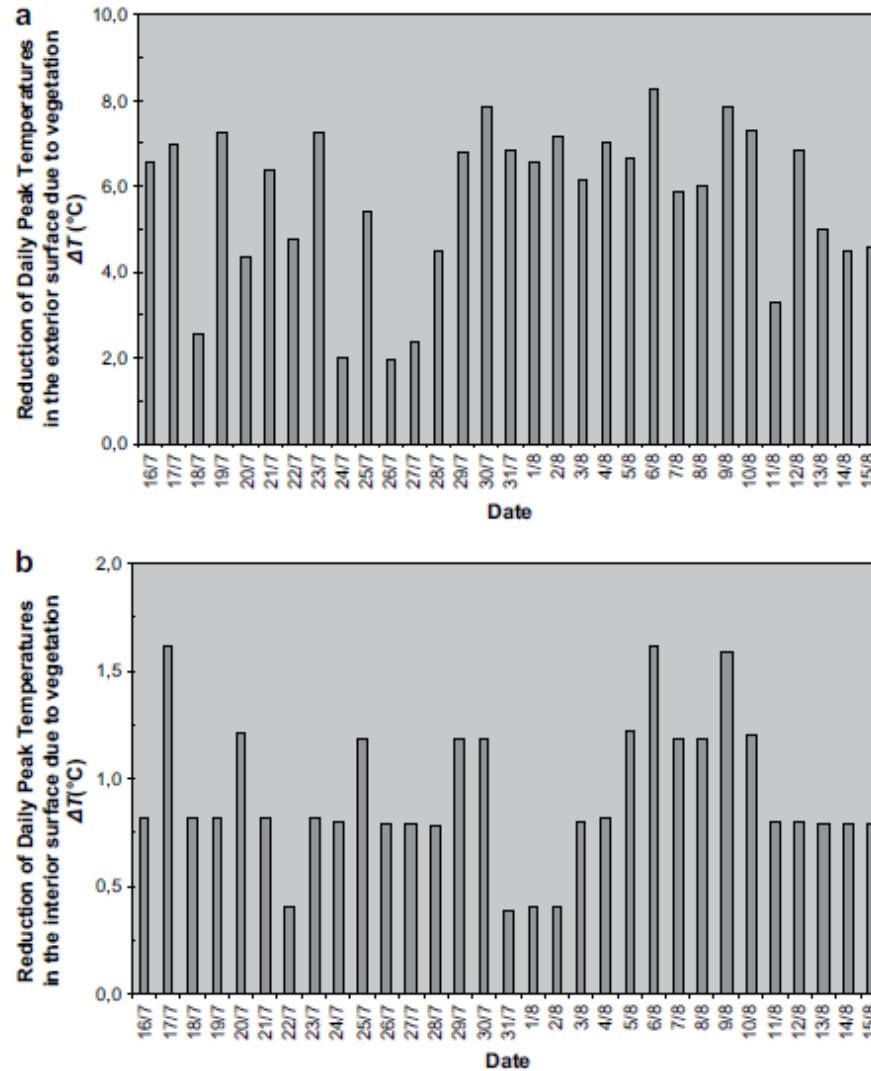 a
Reduction of Daily Peak Temperatures
in the exterior surface due to vegetation
ΔT (°C)
10,0
8,0
6,0
4,0
2,0
0,0
16/7 17/7 18/7 19/7 20/7 21/7 22/7 23/7 24/7 25/7 26/7 27/7 28/7 29/7 30/7 31/7 1/8 2/8 3/8 4/8 5/8 6/8 7/8 8/8 9/8 10/8 11/8 12/8 13/8 14/8 15/8
Date
b
Reduction of Daily Peak Temperatures
in the interior surface due to vegetation
ΔT(°C)
2,0
1,5
1,0
0,5
0,0
16/7 17/7 18/7 19/7 20/7 21/7 22/7 23/7 24/7 25/7 26/7 27/7 28/7 29/7 30/7 31/7 1/8 2/8 3/8 4/8 5/8 6/8 7/8 8/8 9/8 10/8 11/8 12/8 13/8 14/8 15/8
Date